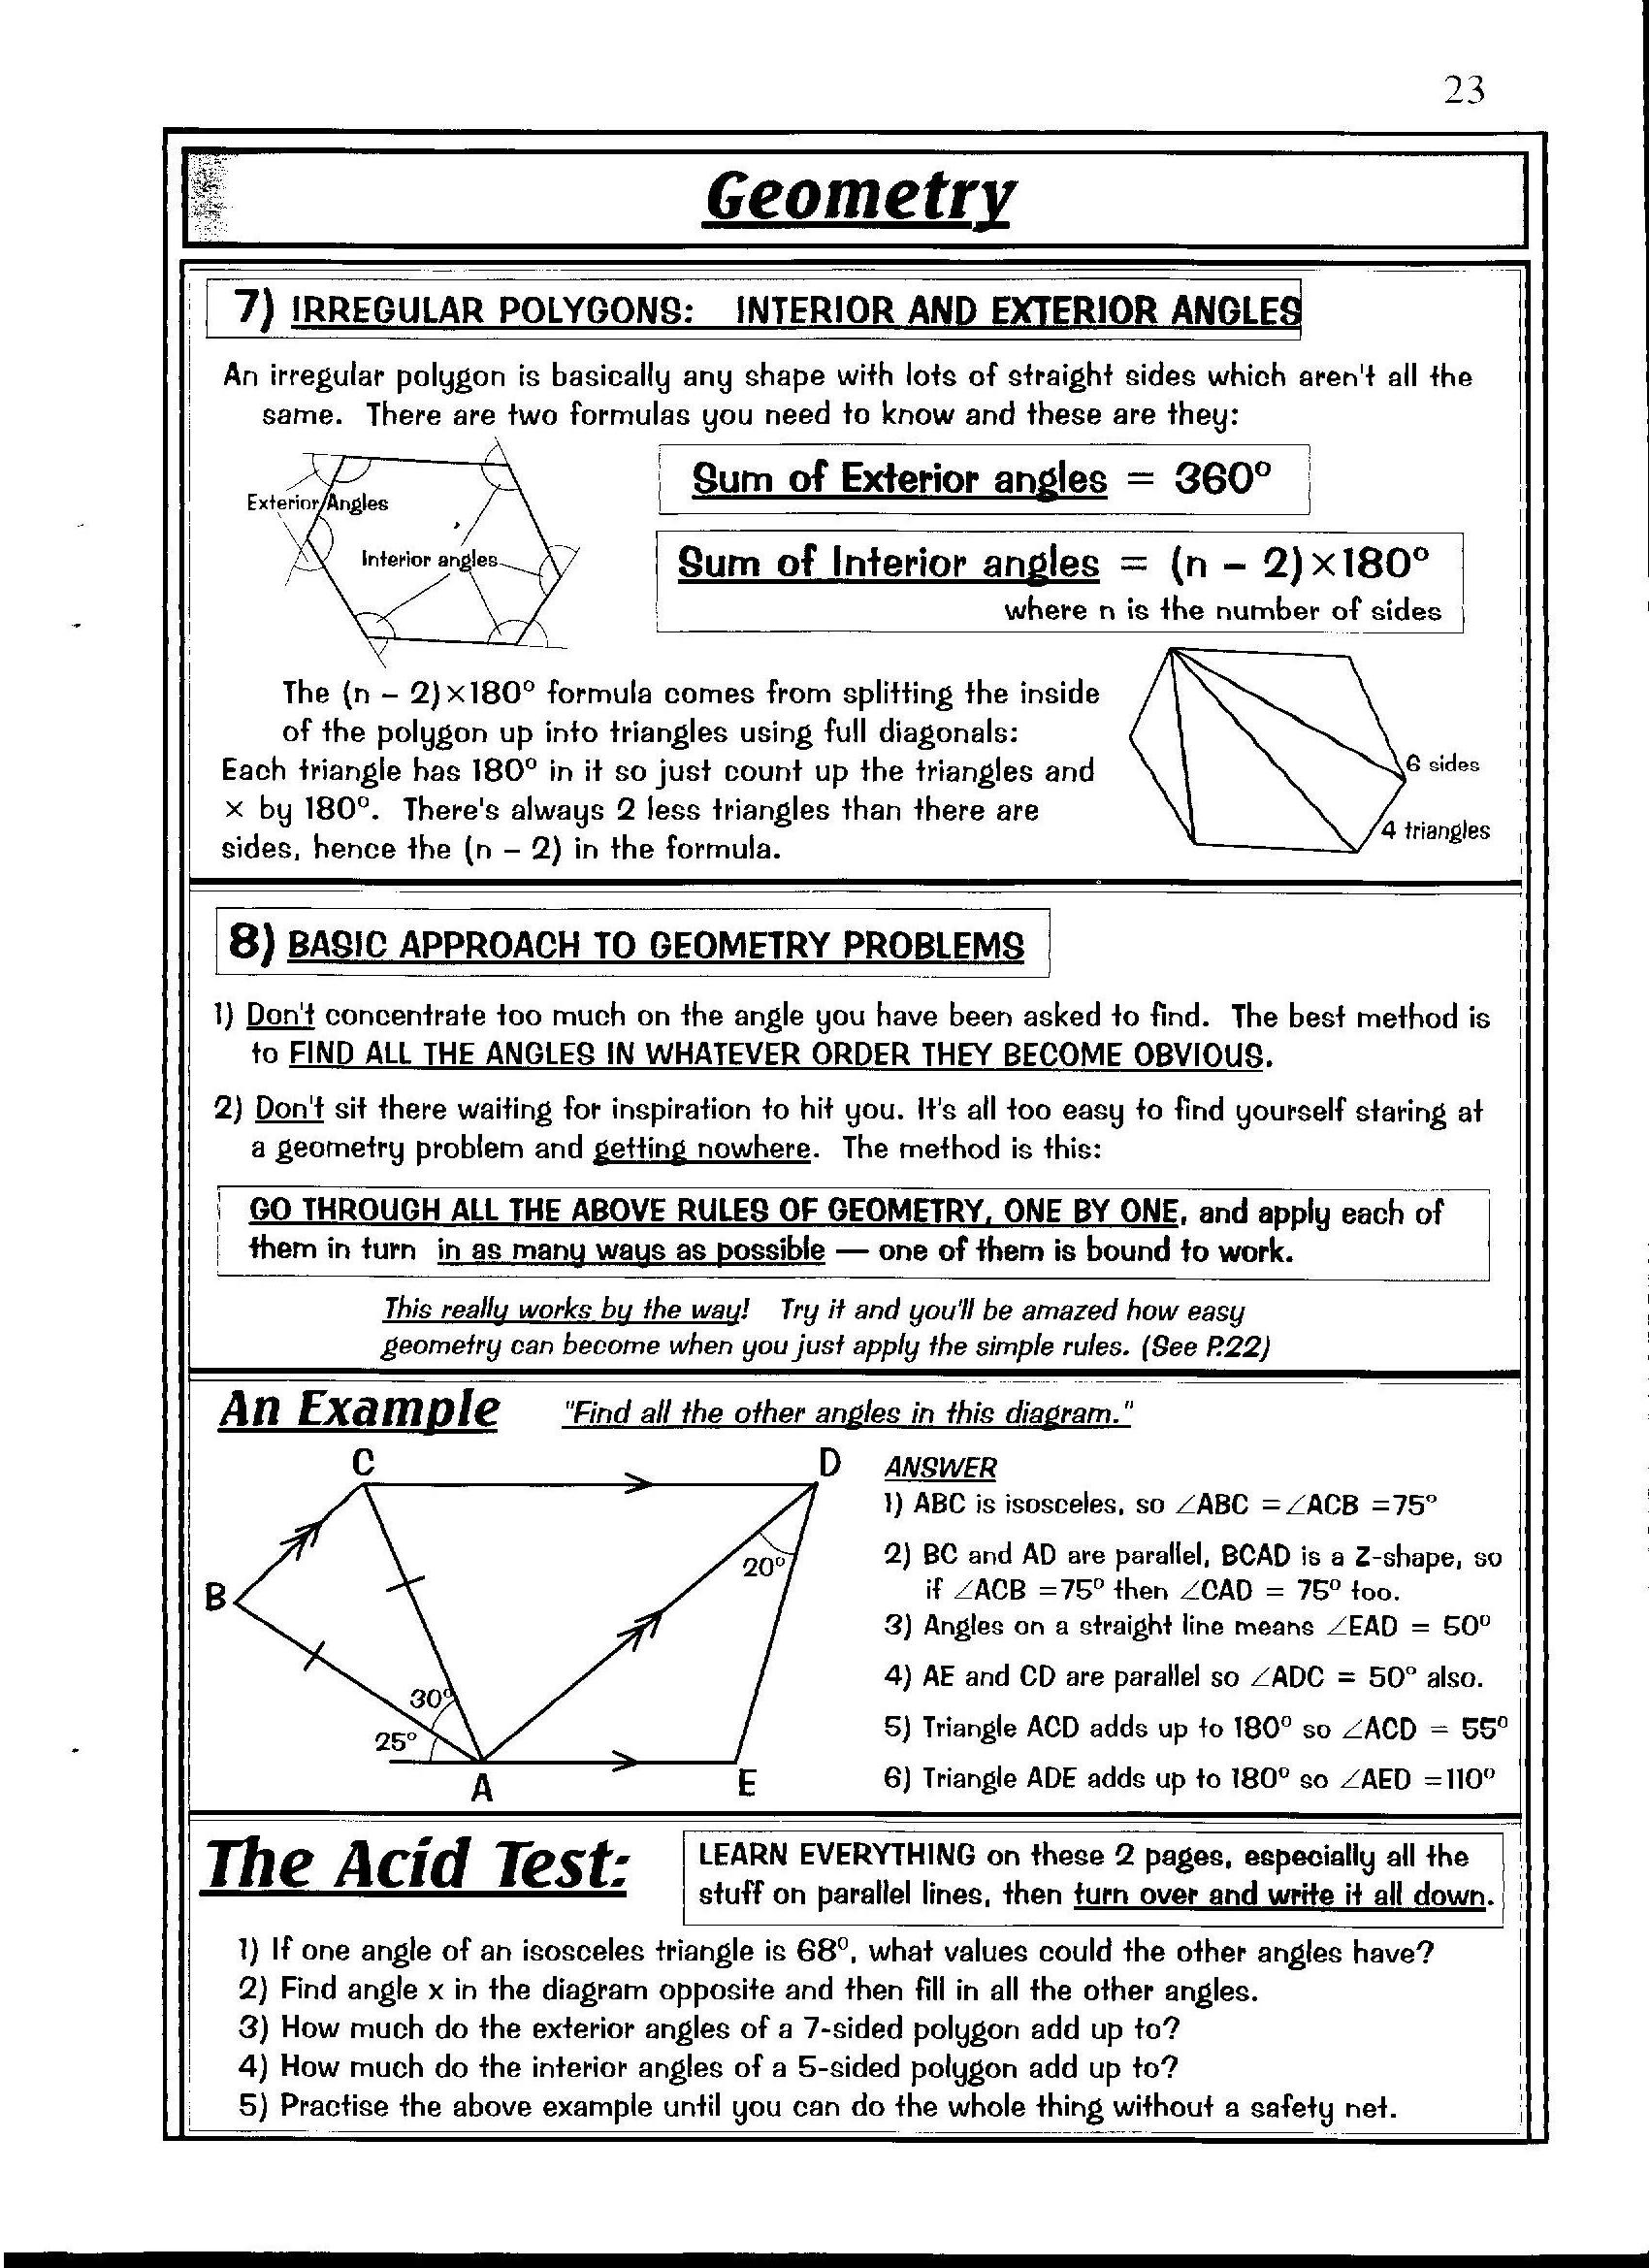 23
Geometry
7) IRREGULAR POLYGONS: INTERIOR AND EXTERIOR ANGLES
An irregular polygon is basically any shape with lots of straight sides which aren't all the
same. There are two formulas you need to know and these are they:
Exterior Angles
Interior angles
Sum of Exterior angles = 360°
Sum of Interior angles = (n – 2)×180°
where n is the number of sides
The (n – 2)×180° formula comes from splitting the inside
of the polygon up into triangles using full diagonals:
Each triangle has 180° in it so just count up the triangles and
× by 180°. There's always 2 less triangles than there are
sides, hence the (n – 2) in the formula.
6 sides
4 triangles
8) BASIC APPROACH TO GEOMETRY PROBLEMS
1) Don't concentrate too much on the angle you have been asked to find. The best method is
to FIND ALL THE ANGLES IN WHATEVER ORDER THEY BECOME OBVIOUS.
2) Don't sit there waiting for inspiration to hit you. It's all too easy to find yourself staring at
a geometry problem and getting nowhere. The method is this:
GO THROUGH ALL THE ABOVE RULES OF GEOMETRY, ONE BY ONE, and apply each of
them in turn in as many ways as possible — one of them is bound to work.
This really works by the way! Try it and you'll be amazed how easy
geometry can become when you just apply the simple rules. (See P.22)
An Example "Find all the other angles in this diagram."
C
D
B
20°
30°
25°
A
E
ANSWER
1) ABC is isosceles, so ∠ABC =∠ACB =75°
2) BC and AD are parallel, BCAD is a Z-shape, so
if ∠ACB =75° then ∠CAD = 75° too.
3) Angles on a straight line means ∠EAD = 50°
4) AE and CD are parallel so ∠ADC = 50° also.
5) Triangle ACD adds up to 180° so ∠ACD = 55°
6) Triangle ADE adds up to 180° so ∠AED =110°
The Acid Test:
LEARN EVERYTHING on these 2 pages, especially all the
stuff on parallel lines, then turn over and write it all down.
1) If one angle of an isosceles triangle is 68°, what values could the other angles have?
2) Find angle x in the diagram opposite and then fill in all the other angles.
3) How much do the exterior angles of a 7-sided polygon add up to?
4) How much do the interior angles of a 5-sided polygon add up to?
5) Practise the above example until you can do the whole thing without a safety net.